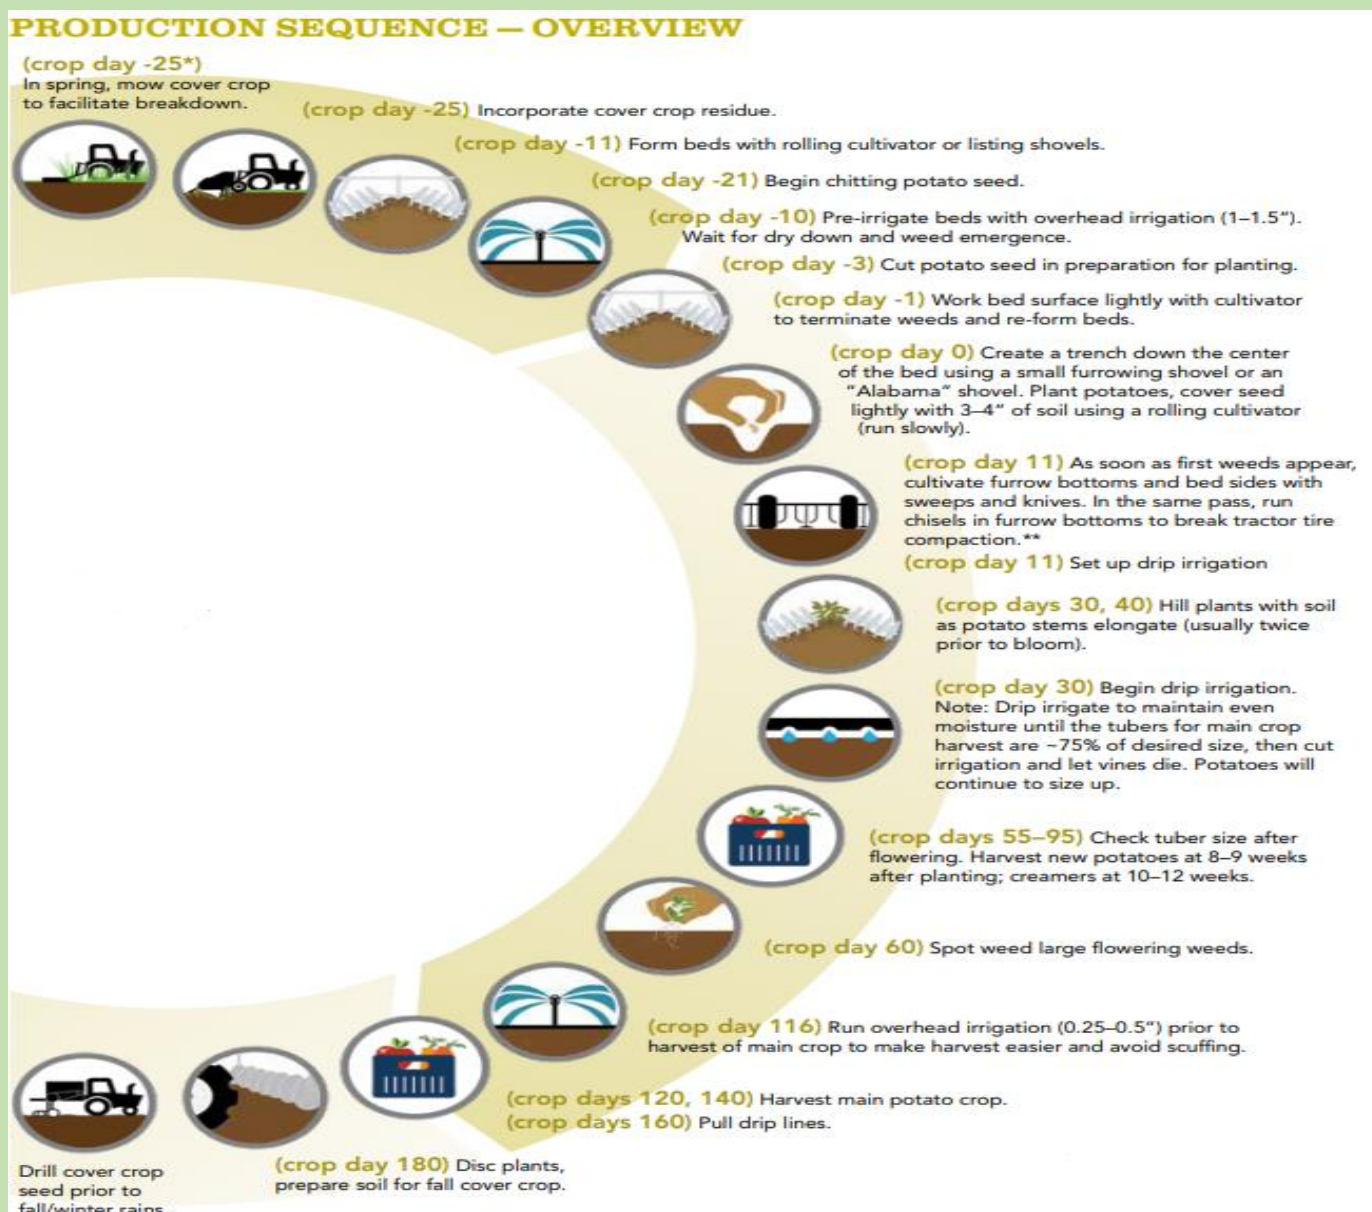 PRODUCTION SEQUENCE — OVERVIEW
(crop day -25*)
In spring, mow cover crop
to facilitate breakdown.
(crop day -25) Incorporate cover crop residue.
(crop day -11) Form beds with rolling cultivator or listing shovels.
(crop day -21) Begin chitting potato seed.
(crop day -10) Pre-irrigate beds with overhead irrigation (1–1.5").
Wait for dry down and weed emergence.
(crop day -3) Cut potato seed in preparation for planting.
(crop day -1) Work bed surface lightly with cultivator
to terminate weeds and re-form beds.
(crop day 0) Create a trench down the center
of the bed using a small furrowing shovel or an
"Alabama" shovel. Plant potatoes, cover seed
lightly with 3–4" of soil using a rolling cultivator
(run slowly).
(crop day 11) As soon as first weeds appear,
cultivate furrow bottoms and bed sides with
sweeps and knives. In the same pass, run
chisels in furrow bottoms to break tractor tire
compaction.**
(crop day 11) Set up drip irrigation
(crop days 30, 40) Hill plants with soil
as potato stems elongate (usually twice
prior to bloom).
(crop day 30) Begin drip irrigation.
Note: Drip irrigate to maintain even
moisture until the tubers for main crop
harvest are ~75% of desired size, then cut
irrigation and let vines die. Potatoes will
continue to size up.
(crop days 55–95) Check tuber size after
flowering. Harvest new potatoes at 8–9 weeks
after planting; creamers at 10–12 weeks.
(crop day 60) Spot weed large flowering weeds.
(crop day 116) Run overhead irrigation (0.25–0.5") prior to
harvest of main crop to make harvest easier and avoid scuffing.
(crop days 120, 140) Harvest main potato crop.
(crop days 160) Pull drip lines.
(crop day 180) Disc plants,
prepare soil for fall cover crop.
Drill cover crop
seed prior to
fall/winter rains